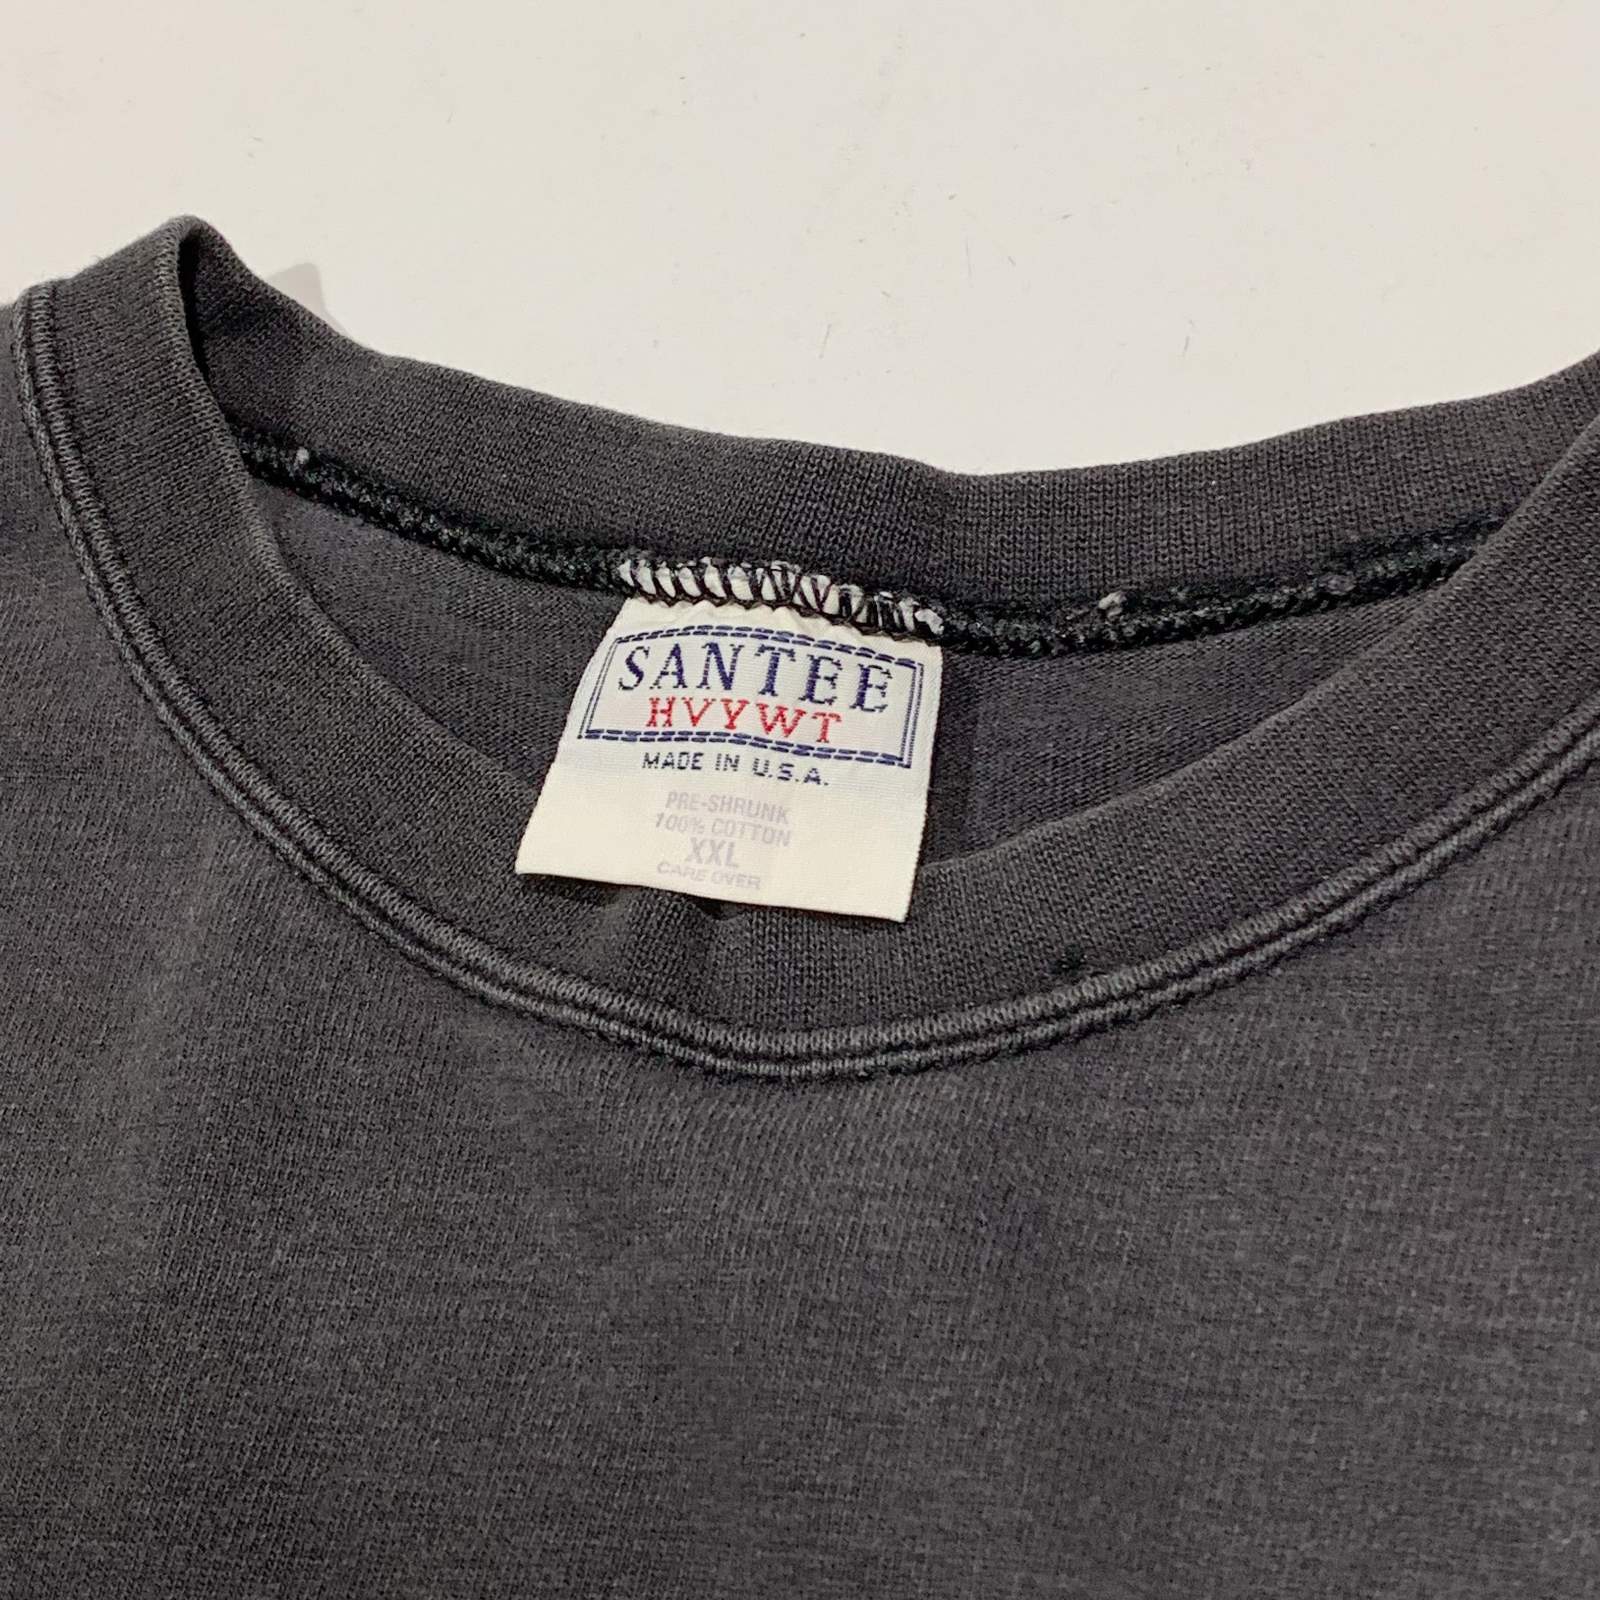 SANTEE
HVYWT
MADE IN U.S.A.
PRE-SHRUNK
100% COTTON
XXL
CARE OVER